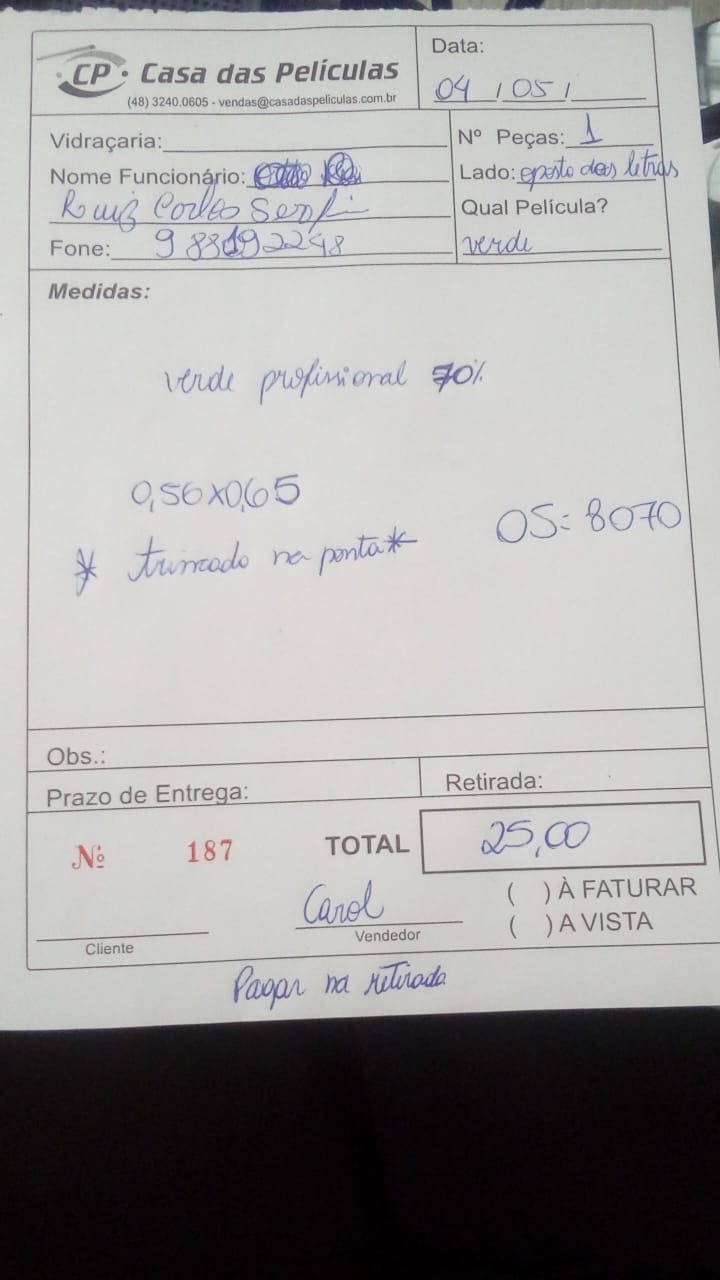 CP Casa das Películas
(48) 3240.0605 - vendas@casadaspeliculas.com.br
Data:
04 / 05 /
Vidraçaria:
Nº Peças: 1
Nome Funcionário:
Lado: oposto das letras
Carlos
Qual Película?
Fone:
verde
Medidas:
verde profissional 70%
0,56x0,65
OS: 8070
* trincado na ponta *
Obs.:
Prazo de Entrega:
Retirada:
Nº 187
TOTAL
25,00
Carol
( ) À FATURAR
Cliente
Vendedor
( ) A VISTA
Pagar na retirada